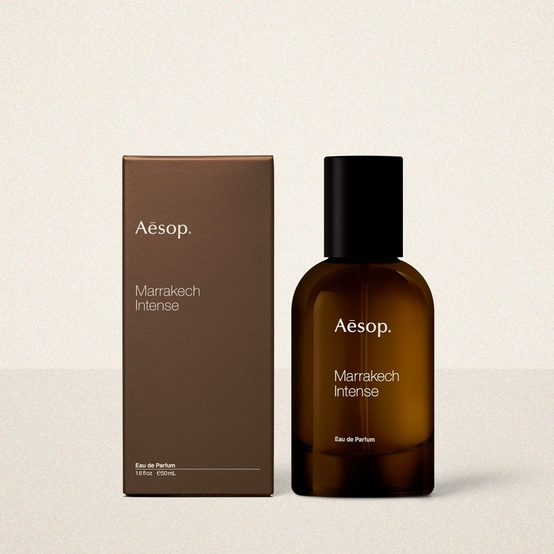 Aēsop.
Marrakech
Intense
Eau de Parfum
1.6 fl oz ℮50 mL
Aēsop.
Marrakech
Intense
Eau de Parfum